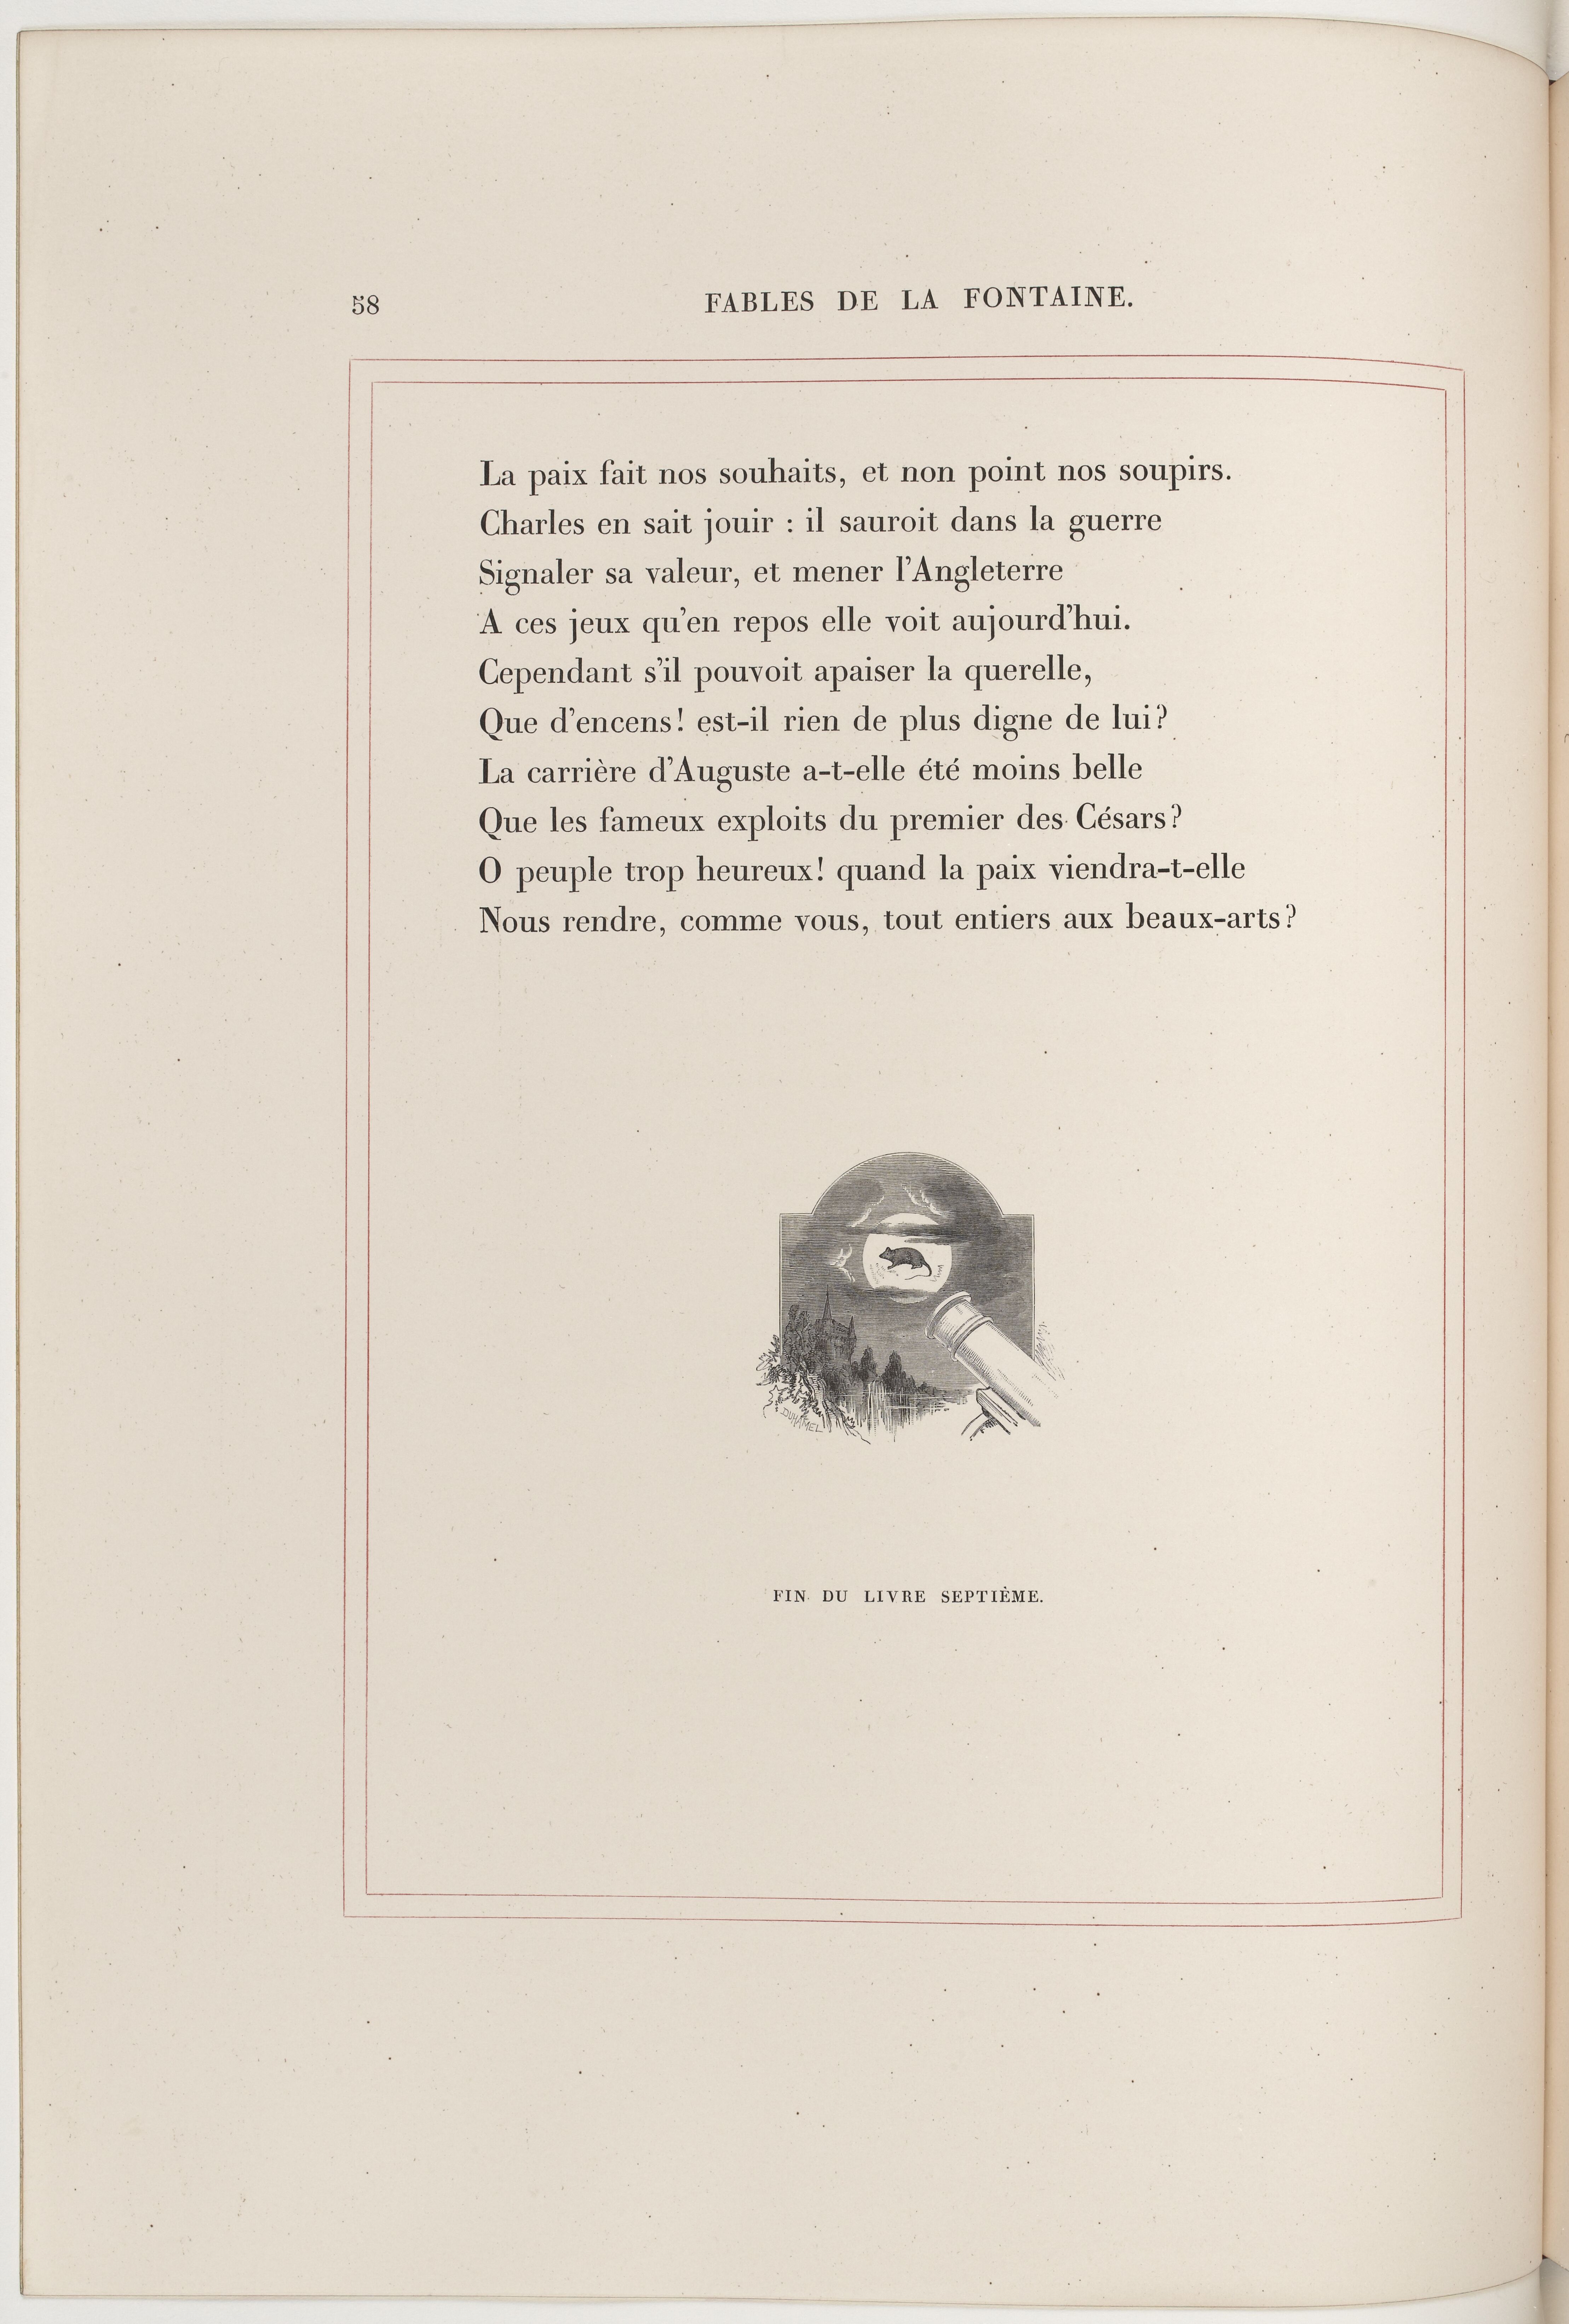 58
FABLES DE LA FONTAINE.
La paix fait nos souhaits, et non point nos soupirs.
Charles en sait jouir : il sauroit dans la guerre
Signaler sa valeur, et mener l'Angleterre
A ces jeux qu'en repos elle voit aujourd'hui.
Cependant s'il pouvoit apaiser la querelle,
Que d'encens! est-il rien de plus digne de lui?
La carrière d'Auguste a-t-elle été moins belle
Que les fameux exploits du premier des Césars?
O peuple trop heureux! quand la paix viendra-t-elle
Nous rendre, comme vous, tout entiers aux beaux-arts?
DUHAMEL
FIN DU LIVRE SEPTIÈME.